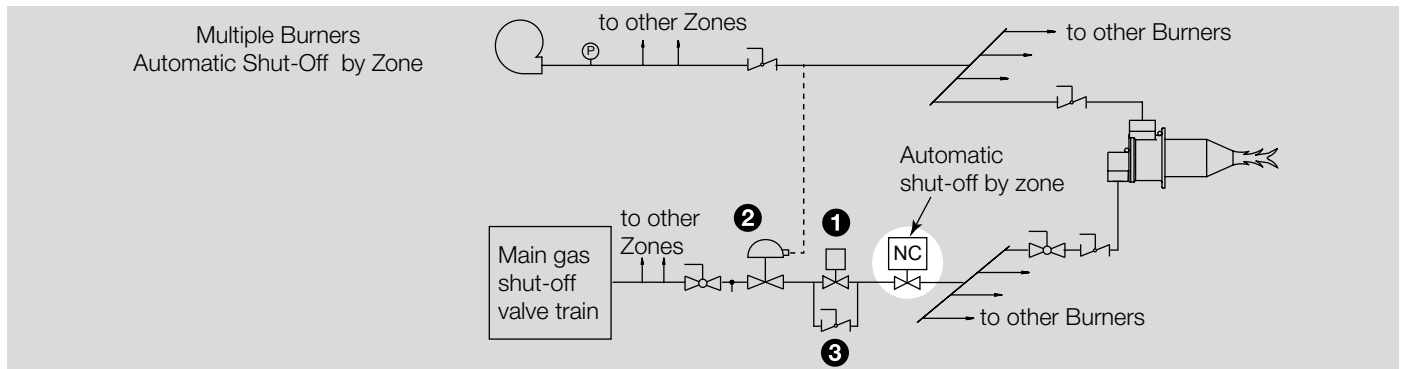 Multiple Burners
Automatic Shut-Off by Zone
P
to other Zones
to other Burners
Automatic
shut-off by zone
NC
2
1
to other
Zones
Main gas
shut-off
valve train
to other Burners
3